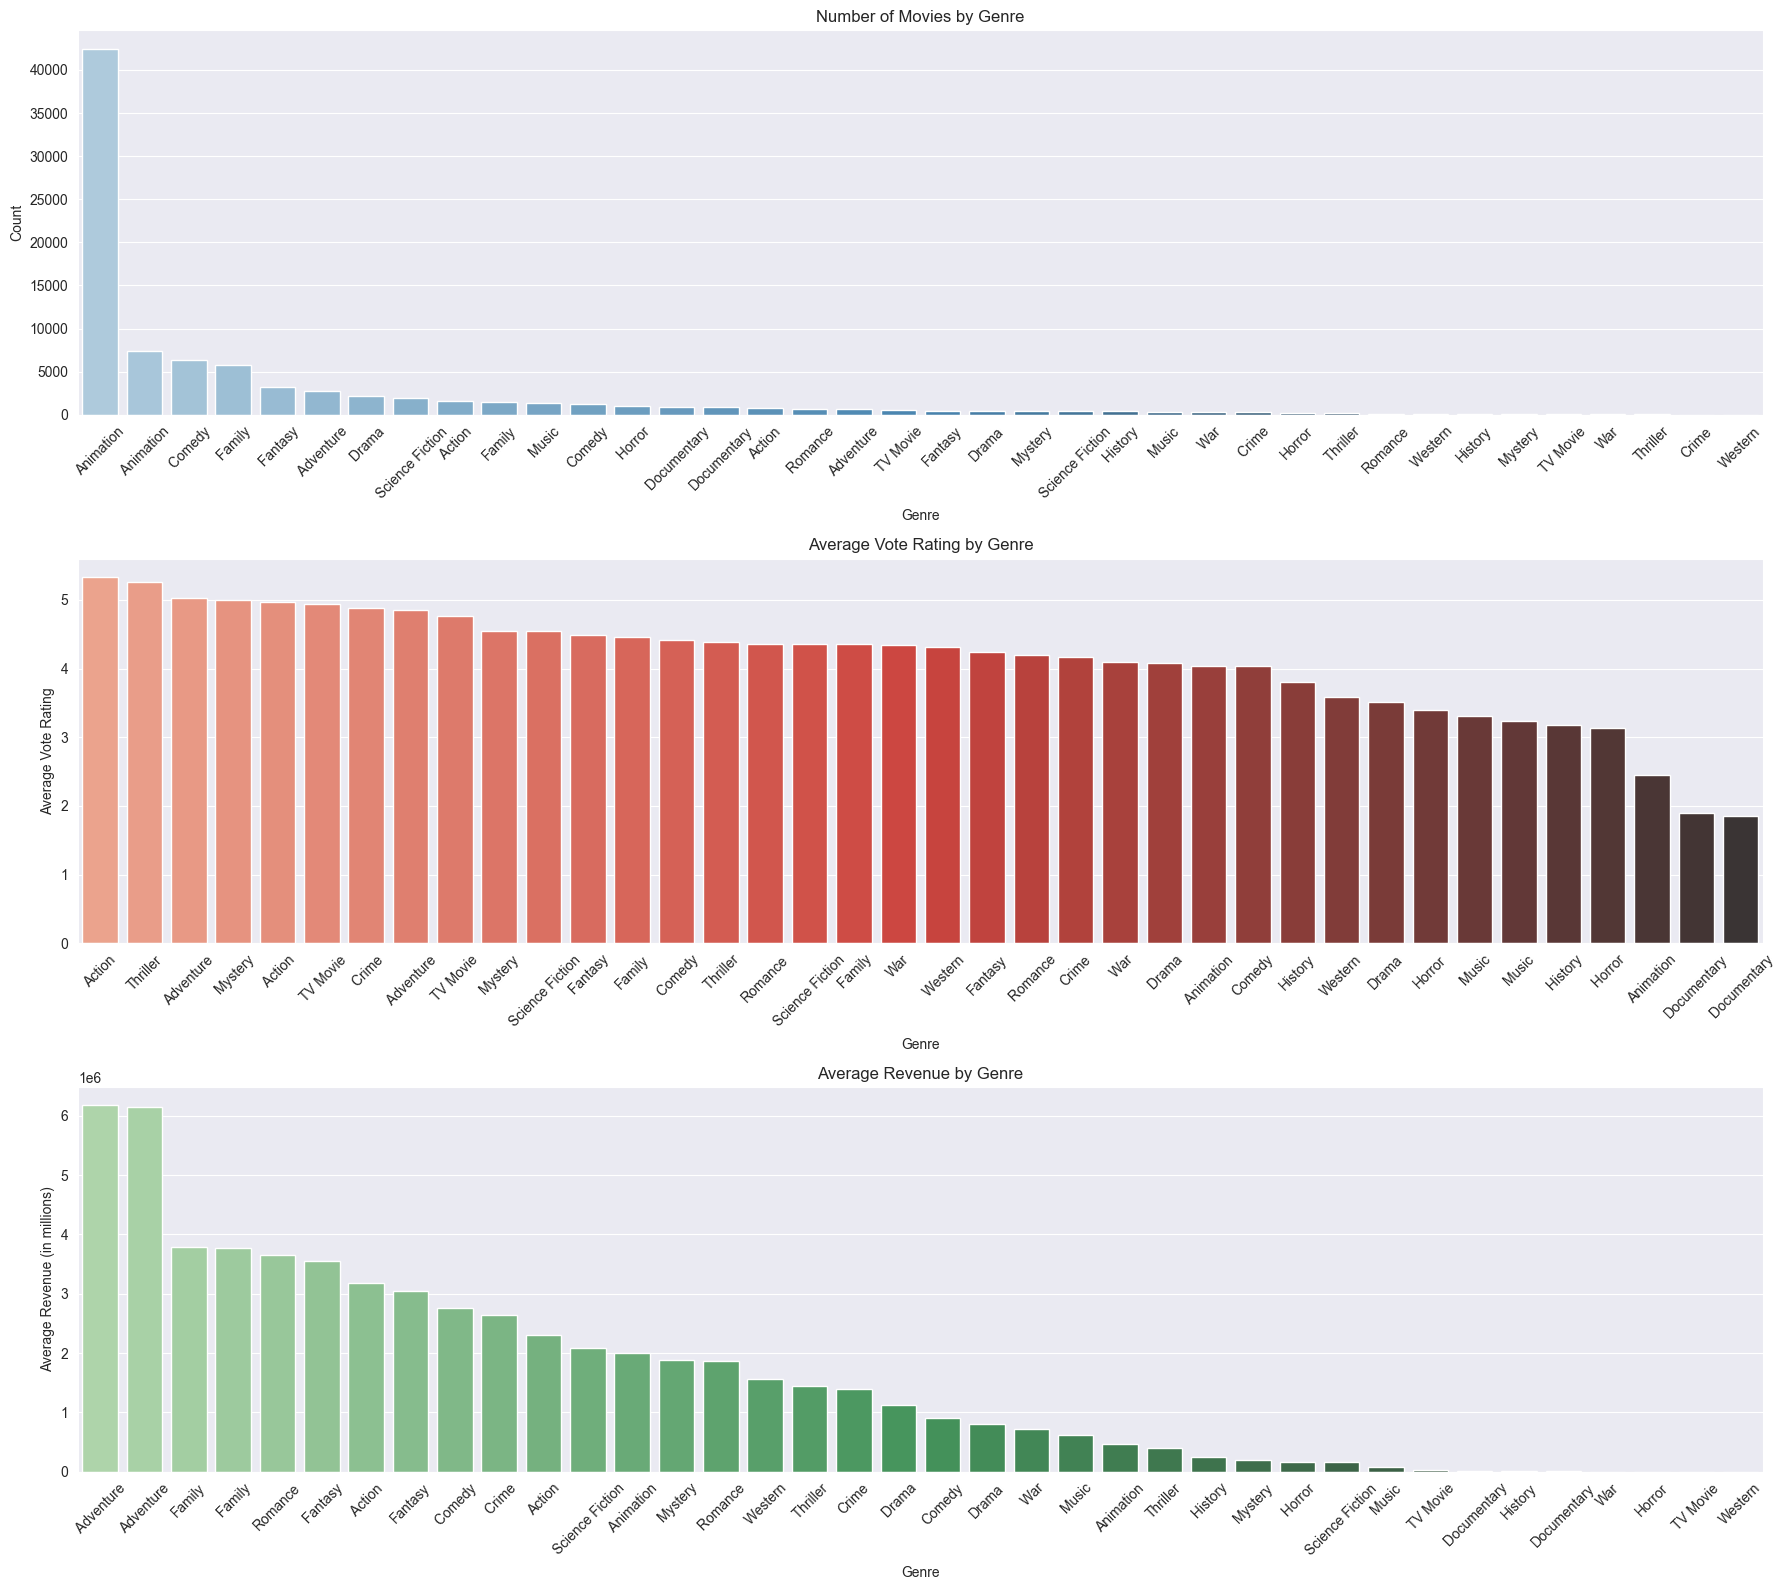 Number of Movies by Genre
40000
35000
30000
25000
20000
15000
10000
5000
0
Count
Animation Animation Comedy Family Fantasy Adventure Drama Science Fiction Action Family Music Comedy Horror Documentary Documentary Action Romance Adventure TV Movie Fantasy Drama Mystery Science Fiction History Music War Crime Horror Thriller Romance Western History Mystery TV Movie War Thriller Crime Western
Genre
Average Vote Rating by Genre
5
4
3
2
1
0
Average Vote Rating
Action Thriller Adventure Mystery Action TV Movie Crime Adventure TV Movie Mystery Science Fiction Fantasy Family Comedy Thriller Romance Science Fiction Family War Western Fantasy Romance Crime War Drama Animation Comedy History Western Drama Horror Music Music History Horror Animation Documentary Documentary
Genre
Average Revenue by Genre
1e6
6
5
4
3
2
1
0
Average Revenue (in millions)
Adventure Adventure Family Family Romance Fantasy Action Fantasy Comedy Crime Action Science Fiction Animation Mystery Romance Western Thriller Crime Drama Comedy Drama War Music Animation Thriller History Mystery Horror Science Fiction Music TV Movie Documentary History Documentary War Horror TV Movie Western
Genre